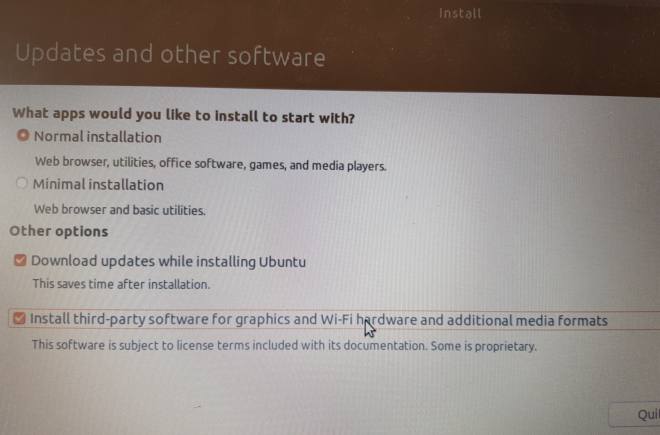 Install
Updates and other software
What apps would you like to install to start with?
Normal installation
Web browser, utilities, office software, games, and media players.
Minimal installation
Web browser and basic utilities.
Other options
Download updates while installing Ubuntu
This saves time after installation.
Install third-party software for graphics and Wi-Fi hardware and additional media formats
This software is subject to license terms included with its documentation. Some is proprietary.